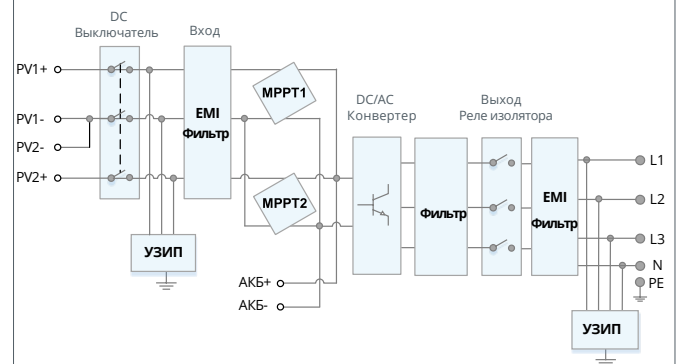 DC
Выключатель
Вход
PV1+
PV1-
PV2-
PV2+
EMI
Фильтр
MPPT1
MPPT2
УЗИП
АКБ+
АКБ-
DC/AC
Конвертер
Фильтр
Выход
Реле изолятора
EMI
Фильтр
L1
L2
L3
N
PE
УЗИП